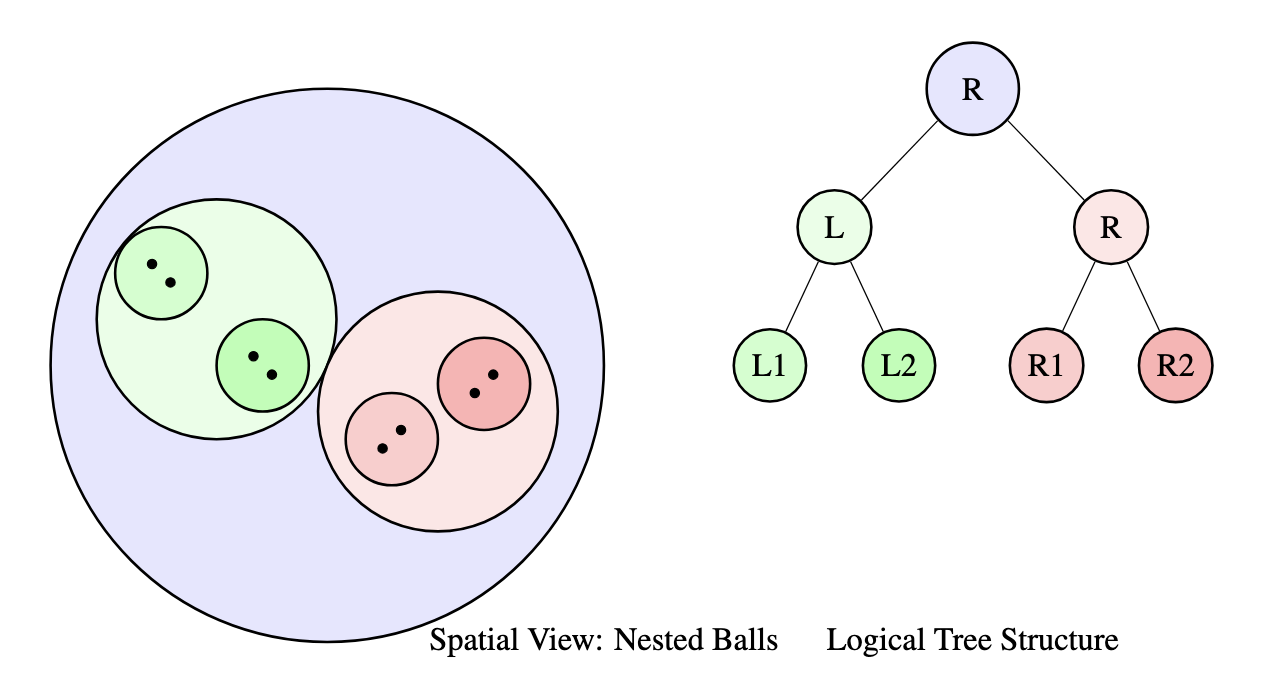 R
L R
L1 L2 R1 R2
Spatial View: Nested Balls Logical Tree Structure